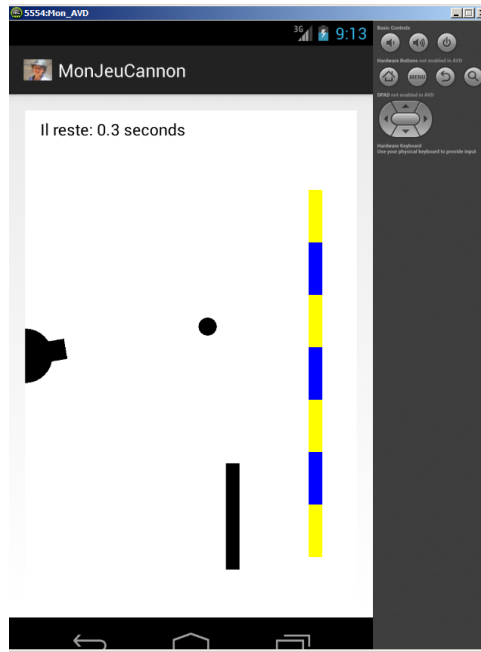 5554:Mon_AVD
3G 9:13
MonJeuCannon
Il reste: 0.3 seconds
Basic Controls
Hardware Buttons not enabled in AVD
MENU
DPAD not enabled in AVD
Hardware Keyboard
Use your physical keyboard to provide input